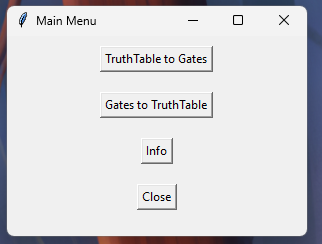 Main Menu
TruthTable to Gates
Gates to TruthTable
Info
Close